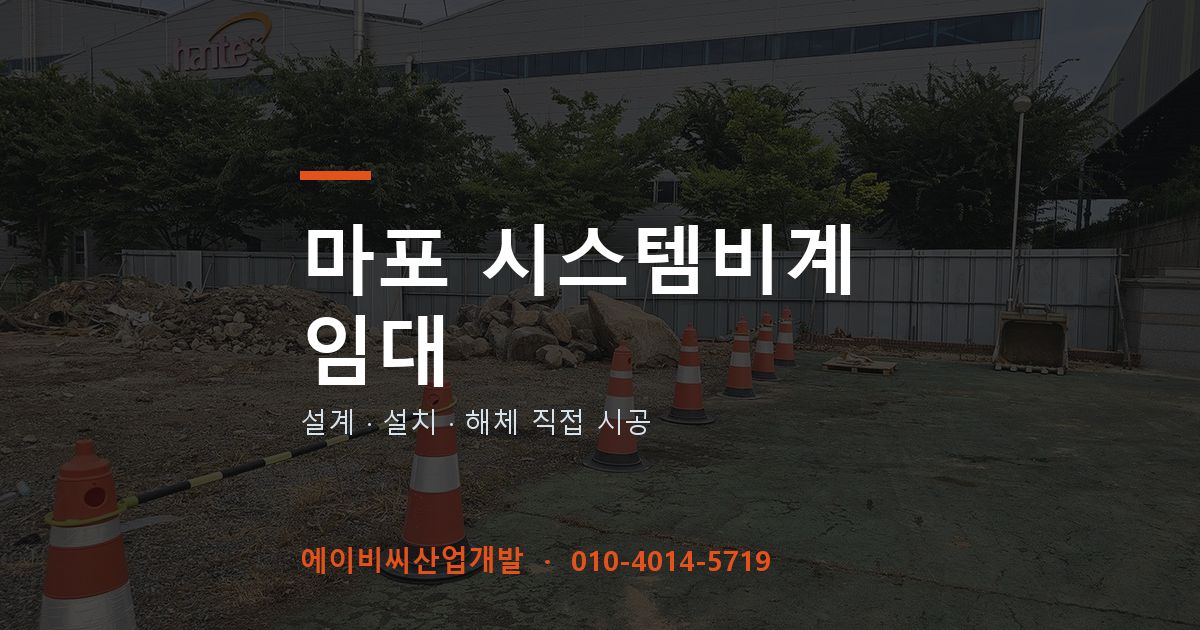 hantes
마포 시스템비계
임대
설계 · 설치 · 해체 직접 시공
에이비씨산업개발 · 010-4014-5719